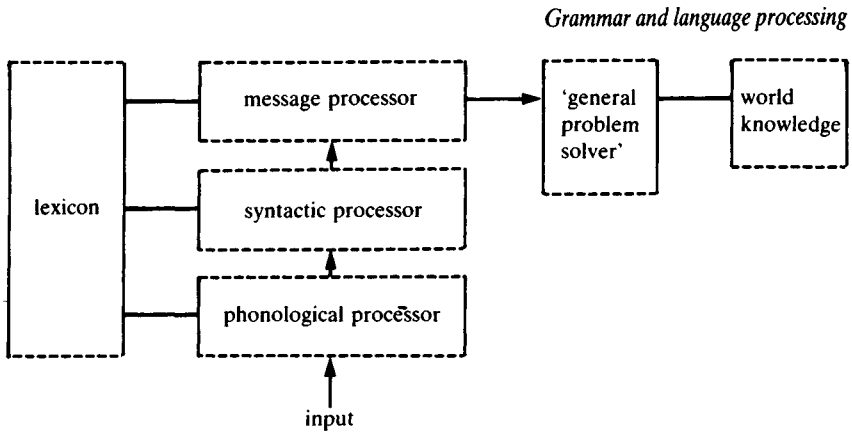 Grammar and language processing
lexicon
message processor
syntactic processor
phonological processor
input
'general
problem
solver'
world
knowledge